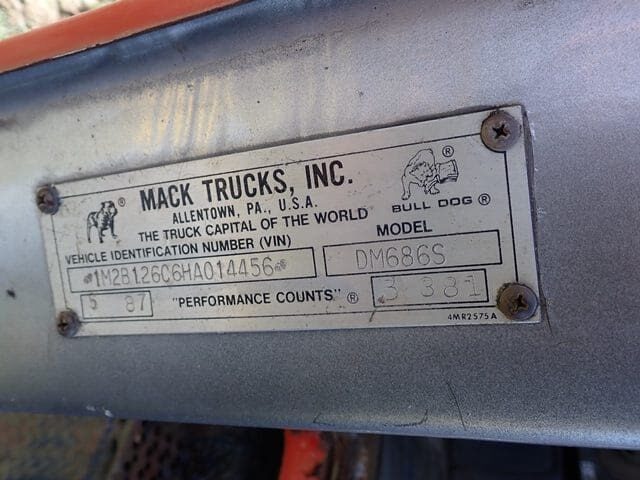 MACK TRUCKS, INC.
ALLENTOWN, PA., U.S.A.
THE TRUCK CAPITAL OF THE WORLD
BULL DOG ®
VEHICLE IDENTIFICATION NUMBER (VIN)
MODEL
1M2B126C6HA014456
DM686S
5 87
"PERFORMANCE COUNTS" ®
3 381
4MR2575A